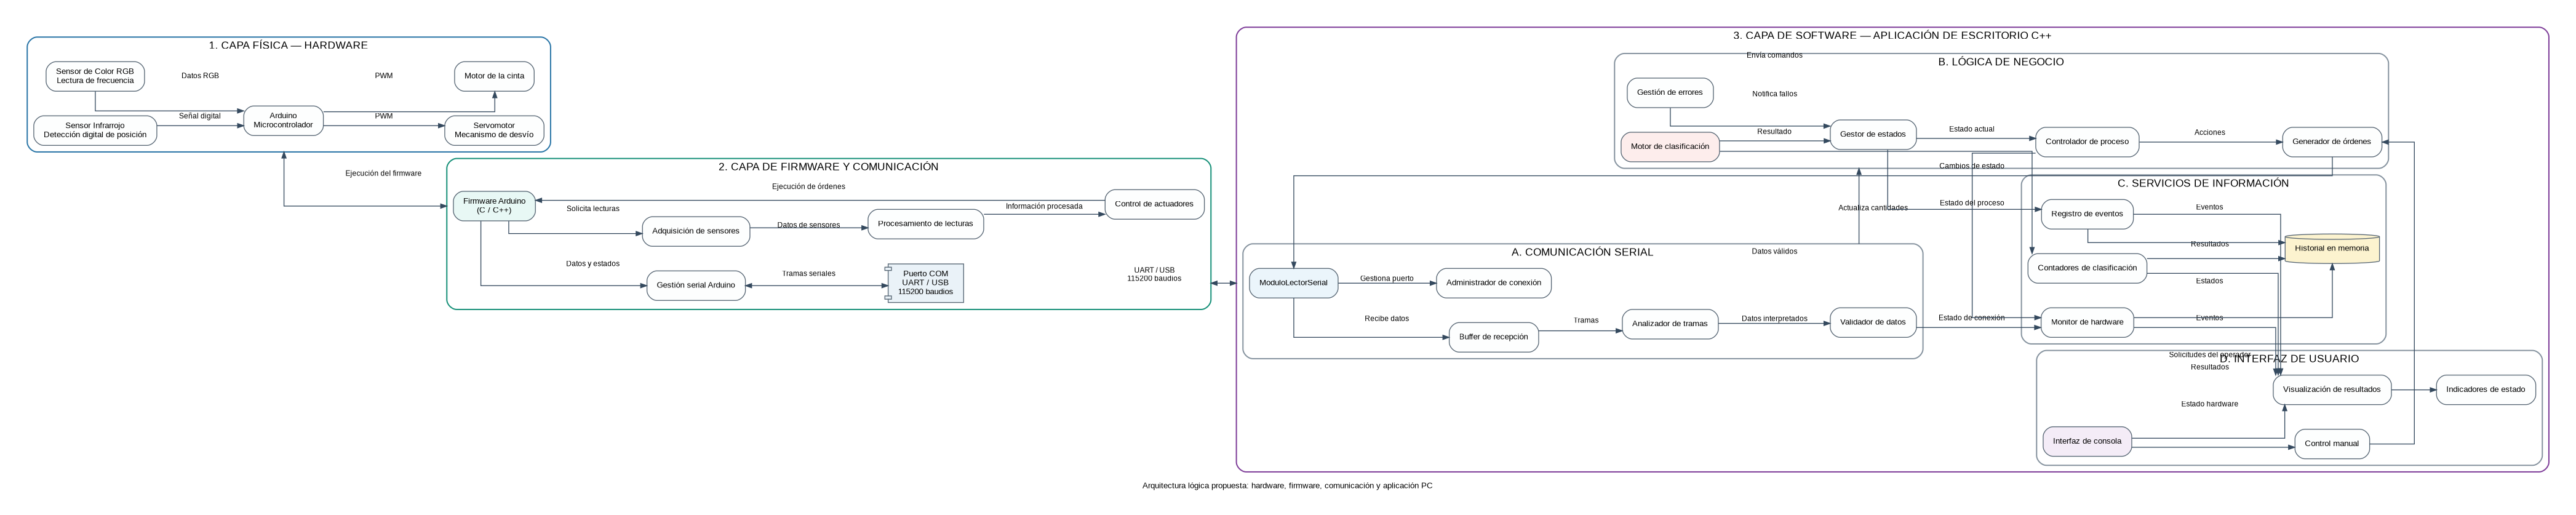 1. CAPA FÍSICA — HARDWARE
Sensor de Color RGB
Lectura de frecuencia
Datos RGB
PWM
Motor de la cinta
Sensor Infrarrojo
Detección digital de posición
Señal digital
Arduino
Microcontrolador
PWM
Servomotor
Mecanismo de desvío
Ejecución del firmware
2. CAPA DE FIRMWARE Y COMUNICACIÓN
Firmware Arduino
(C / C++)
Ejecución de órdenes
Solicita lecturas
Adquisición de sensores
Datos de sensores
Procesamiento de lecturas
Información procesada
Control de actuadores
Datos y estados
Gestión serial Arduino
Tramas seriales
Puerto COM
UART / USB
115200 baudios
UART / USB
115200 baudios
3. CAPA DE SOFTWARE — APLICACIÓN DE ESCRITORIO C++
Envía comandos
B. LÓGICA DE NEGOCIO
Gestión de errores
Notifica fallos
Motor de clasificación
Resultado
Gestor de estados
Estado actual
Controlador de proceso
Acciones
Generador de órdenes
Cambios de estado
Actualiza cantidades
Estado del proceso
C. SERVICIOS DE INFORMACIÓN
Registro de eventos
Eventos
Resultados
Historial en memoria
Contadores de clasificación
Estados
Monitor de hardware
Eventos
A. COMUNICACIÓN SERIAL
Datos válidos
ModuloLectorSerial
Gestiona puerto
Administrador de conexión
Recibe datos
Buffer de recepción
Tramas
Analizador de tramas
Datos interpretados
Validador de datos
Estado de conexión
Solicitudes del operador
D. INTERFAZ DE USUARIO
Resultados
Visualización de resultados
Indicadores de estado
Estado hardware
Interfaz de consola
Control manual
Arquitectura lógica propuesta: hardware, firmware, comunicación y aplicación PC